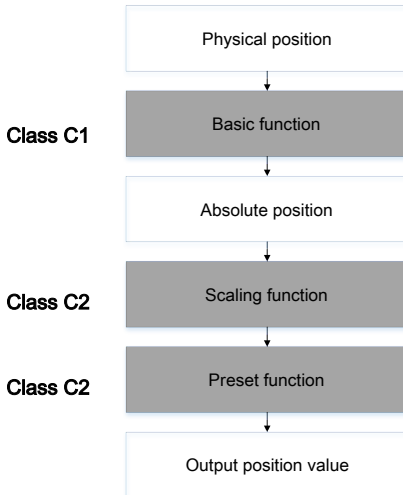 Physical position
Class C1
Basic function
Absolute position
Class C2
Scaling function
Class C2
Preset function
Output position value